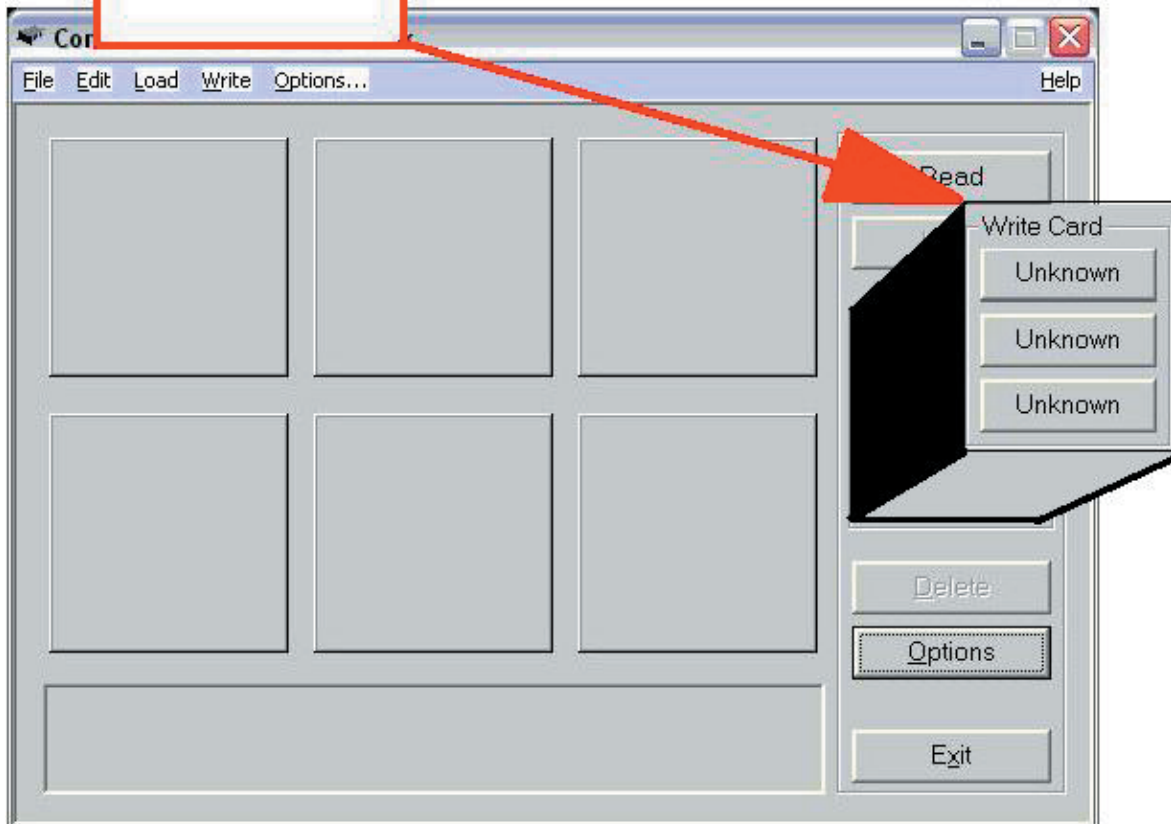 File Edit Load Write Options... Help
Read
Write Card
Unknown
Unknown
Unknown
Delete
Options
Exit